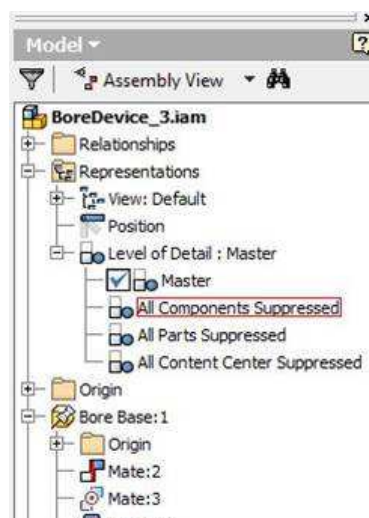 Model
Assembly View
BoreDevice_3.iam
Relationships
Representations
View: Default
Position
Level of Detail : Master
Master
All Components Suppressed
All Parts Suppressed
All Content Center Suppressed
Origin
Bore Base:1
Origin
Mate:2
Mate:3